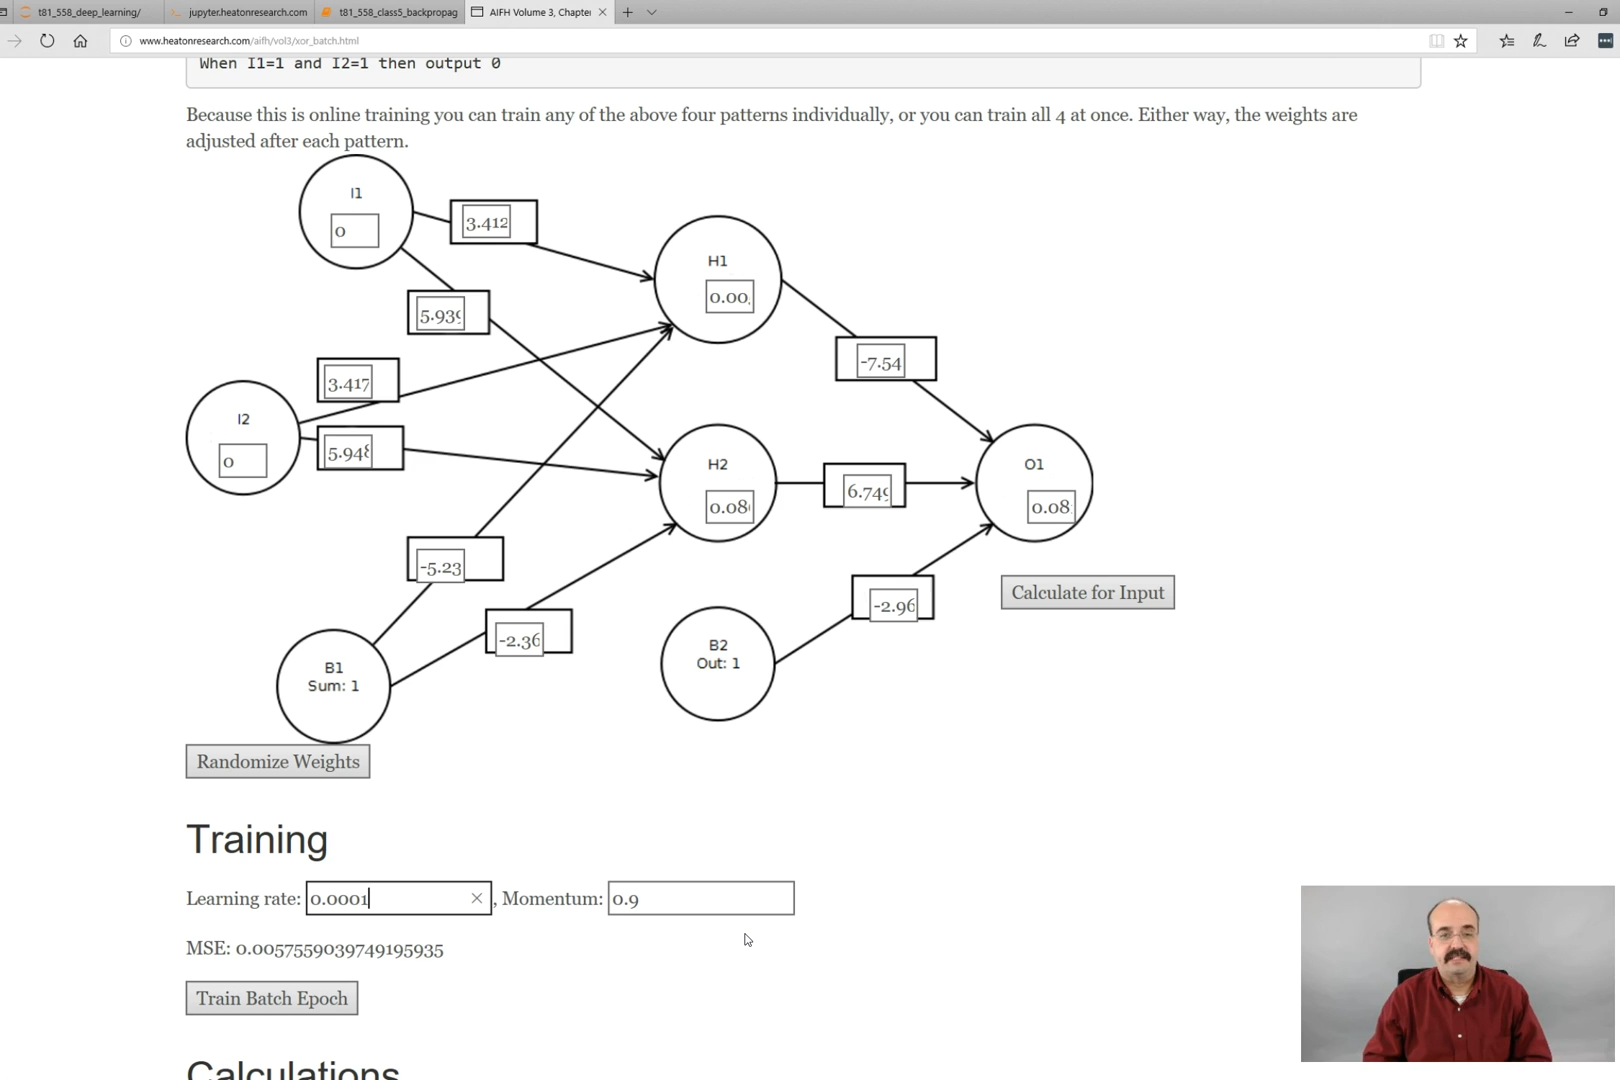 t81_558_deep_learning/
jupyter.heatonresearch.com
t81_558_class5_backpropag
AIFH Volume 3, Chapter
www.heatonresearch.com/aifh/vol3/xor_batch.html
When I1=1 and I2=1 then output 0
Because this is online training you can train any of the above four patterns individually, or you can train all 4 at once. Either way, the weights are
adjusted after each pattern.
I1
0
3.412
H1
0.00
5.939
-7.54
3.417
I2
0
5.948
H2
0.08
6.749
O1
0.08
-5.23
Calculate for Input
-2.96
-2.36
B2
Out: 1
B1
Sum: 1
Randomize Weights
Training
Learning rate: 0.0001 , Momentum: 0.9
MSE: 0.0057559039749195935
Train Batch Epoch
Calculations